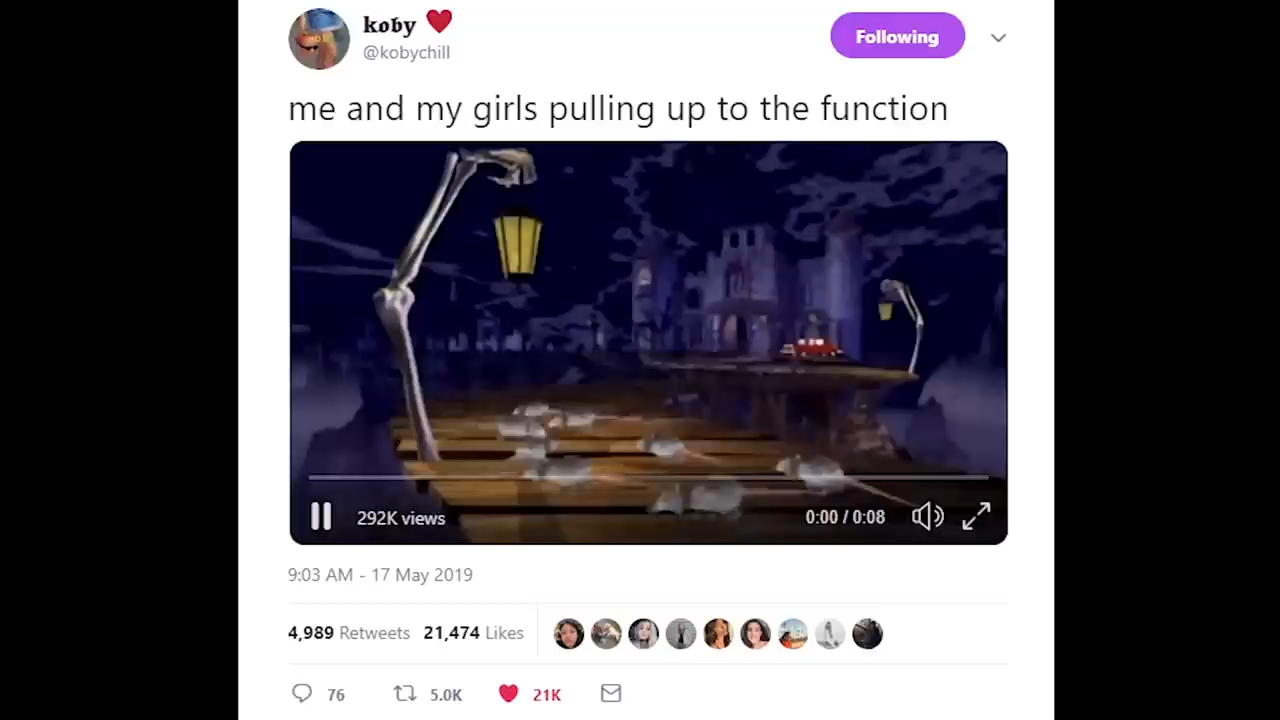 koby
@kobychill
Following
me and my girls pulling up to the function
292K views
0:00 / 0:08
9:03 AM - 17 May 2019
4,989 Retweets 21,474 Likes
76 5.0K 21K